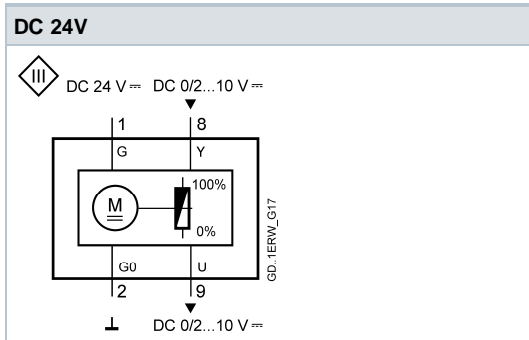 DC 24V
III
DC 24 V ⎓ DC 0/2...10 V ⎓
1 8
G Y
100%
M
0%
G0 U
2 9
DC 0/2...10 V ⎓
GD..1ERW_G17